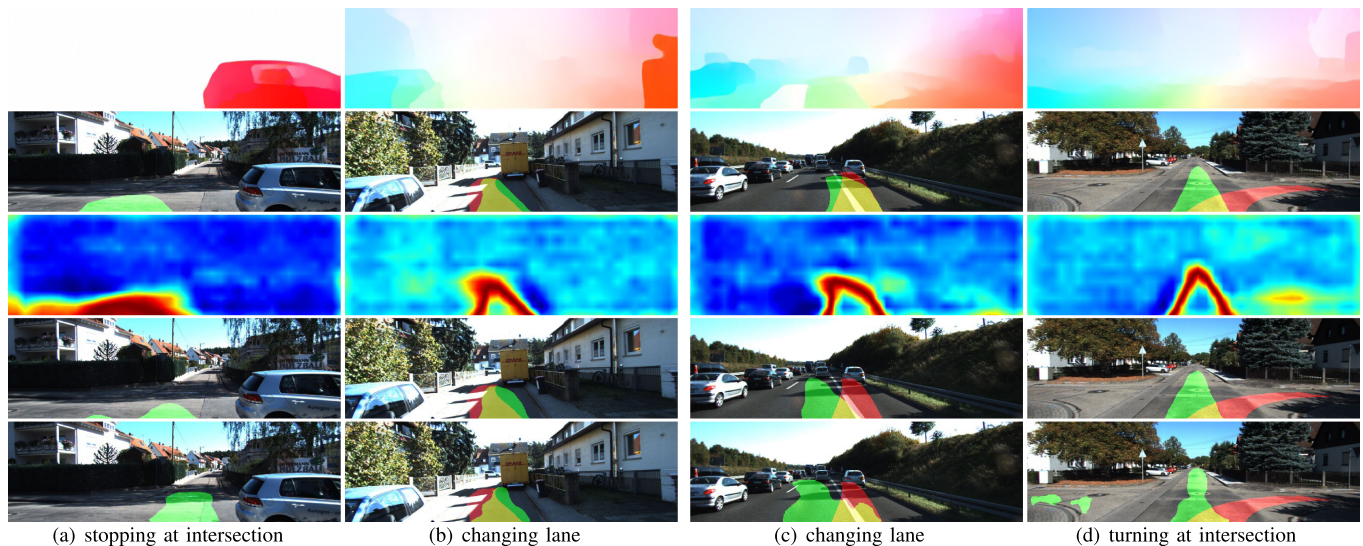 (a) stopping at intersection
(b) changing lane
(c) changing lane
(d) turning at intersection